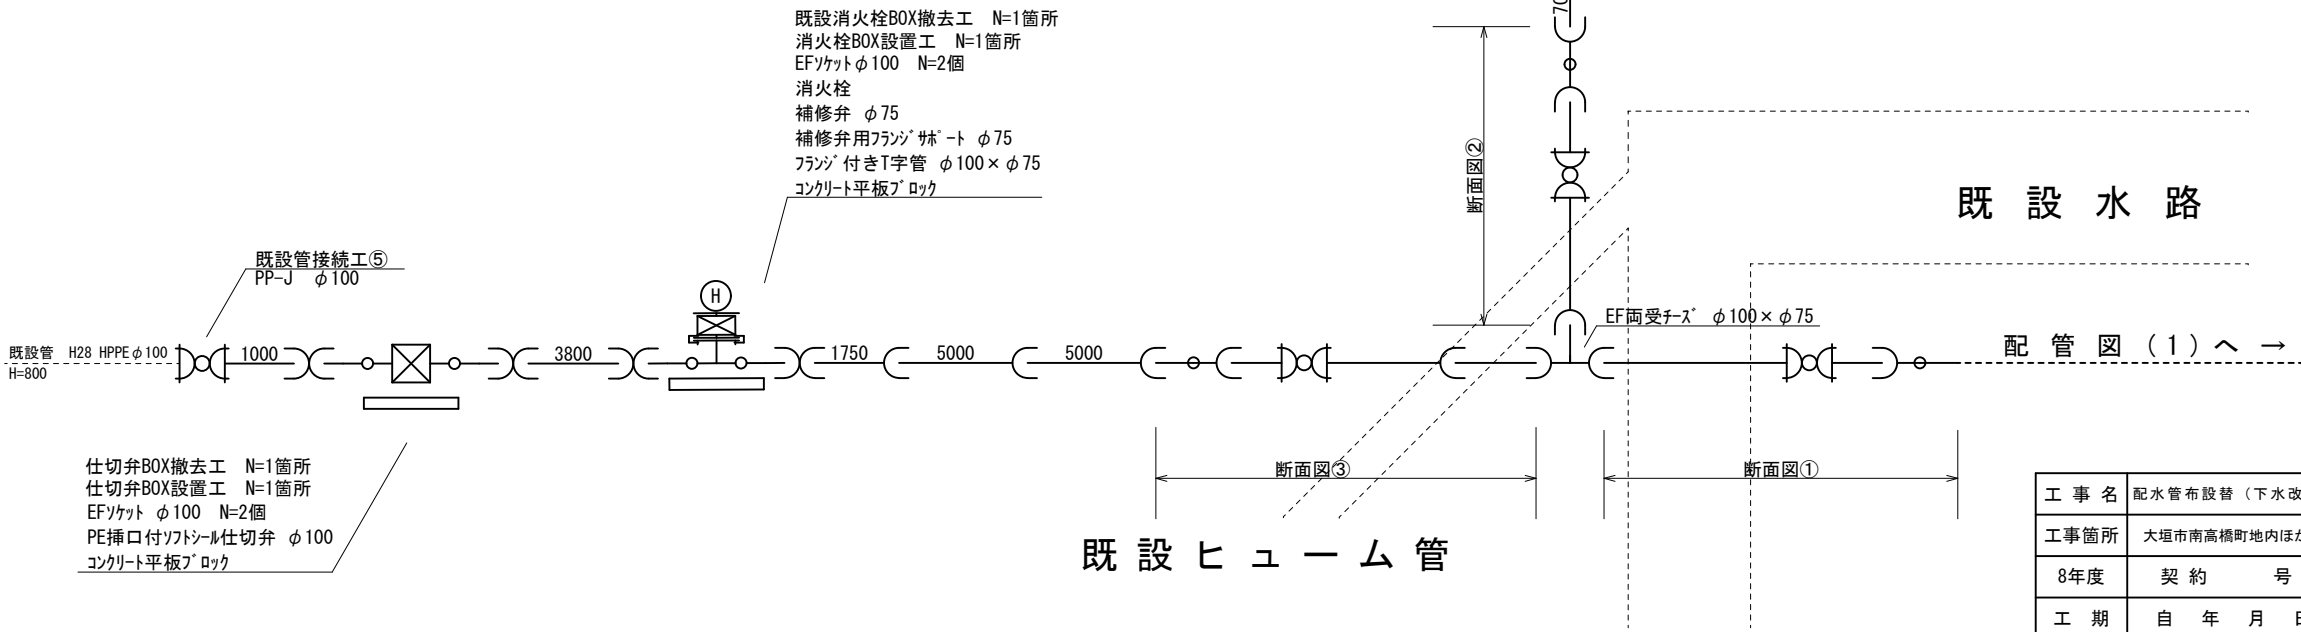 既設消火栓BOX撤去工 N=1箇所
消火栓BOX設置工 N=1箇所
EFｿｹｯﾄφ100 N=2個
消火栓
補修弁 φ75
補修弁用ﾌﾗﾝｼﾞｻﾎﾟｰﾄ φ75
ﾌﾗﾝｼﾞ付きT字管 φ100×φ75
ｺﾝｸﾘｰﾄ平板ﾌﾞﾛｯｸ
70
断面図②
既設水路
既設管接続工⑤
PP-J φ100
H
EF両受ﾁｰｽﾞ φ100×φ75
既設管 H28 HPPEφ100
H=800
1000
3800
1750
5000
5000
配管図(1)へ →
仕切弁BOX撤去工 N=1箇所
仕切弁BOX設置工 N=1箇所
EFｿｹｯﾄ φ100 N=2個
PE挿口付ｿﾌﾄｼｰﾙ仕切弁 φ100
ｺﾝｸﾘｰﾄ平板ﾌﾞﾛｯｸ
断面図③
断面図①
既設ヒューム管
工事名 配水管布設替（下水改
工事箇所 大垣市南高橋町地内ほか
8年度 契約 号
工期 自 年 月 日